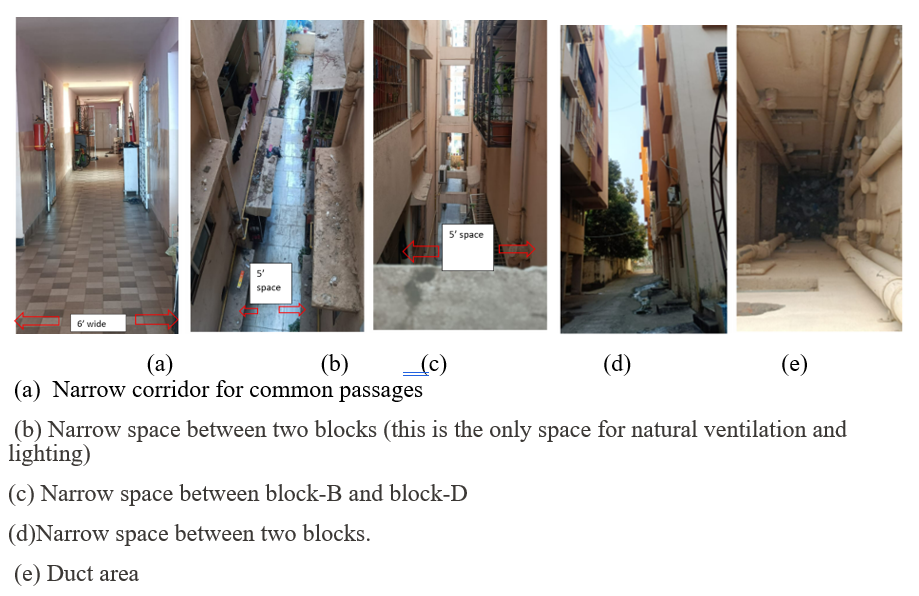 5'
space
5' space
6' wide
(a) (b) (c) (d) (e)
(a) Narrow corridor for common passages
(b) Narrow space between two blocks (this is the only space for natural ventilation and
lighting)
(c) Narrow space between block-B and block-D
(d)Narrow space between two blocks.
(e) Duct area